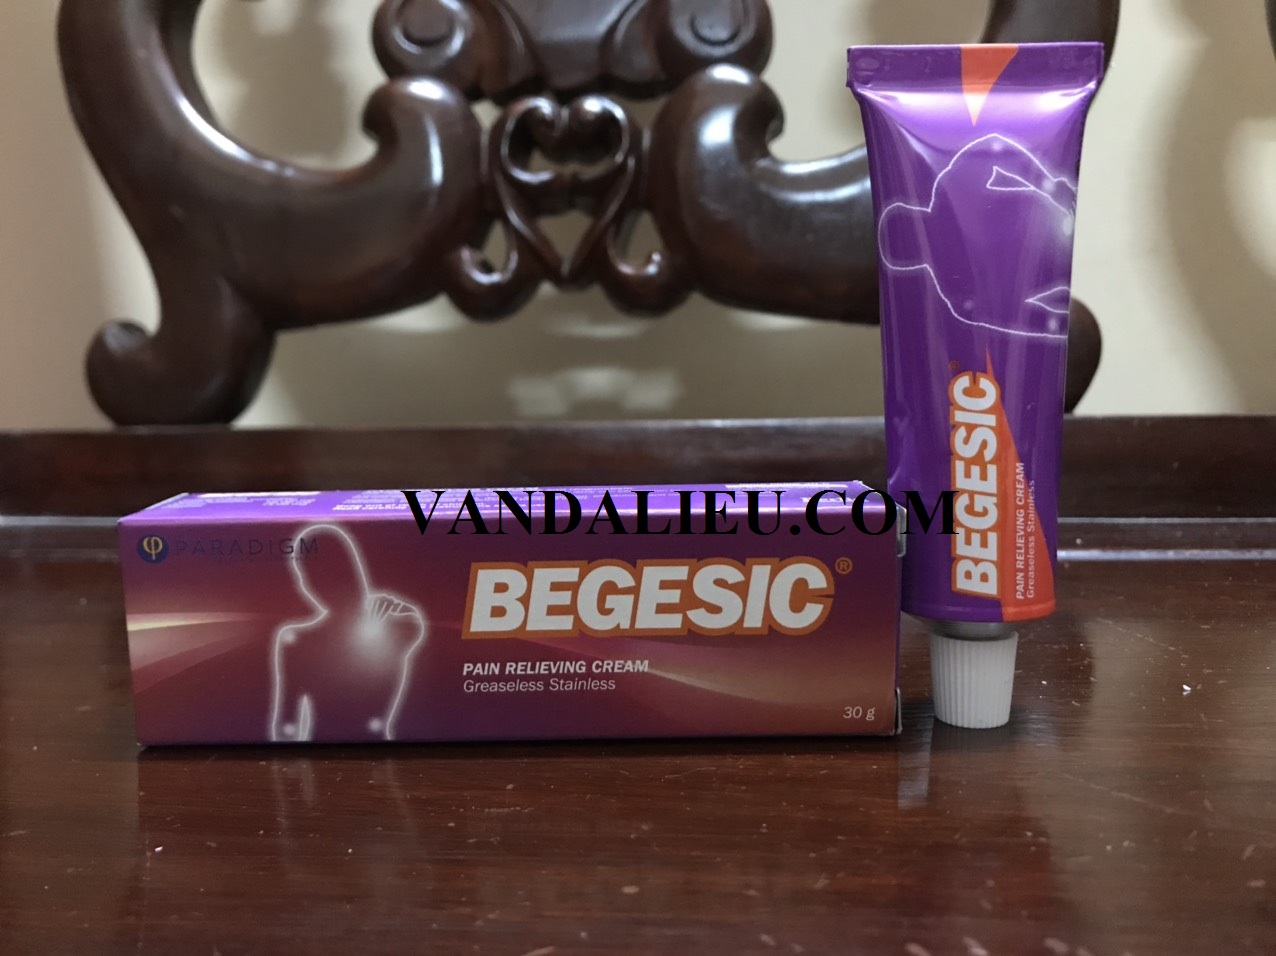 PARADIGM
VANDALIEU.COM
BEGESIC®
PAIN RELIEVING CREAM
Greaseless Stainless
30 g
BEGESIC®
PAIN RELIEVING CREAM
Greaseless Stainless